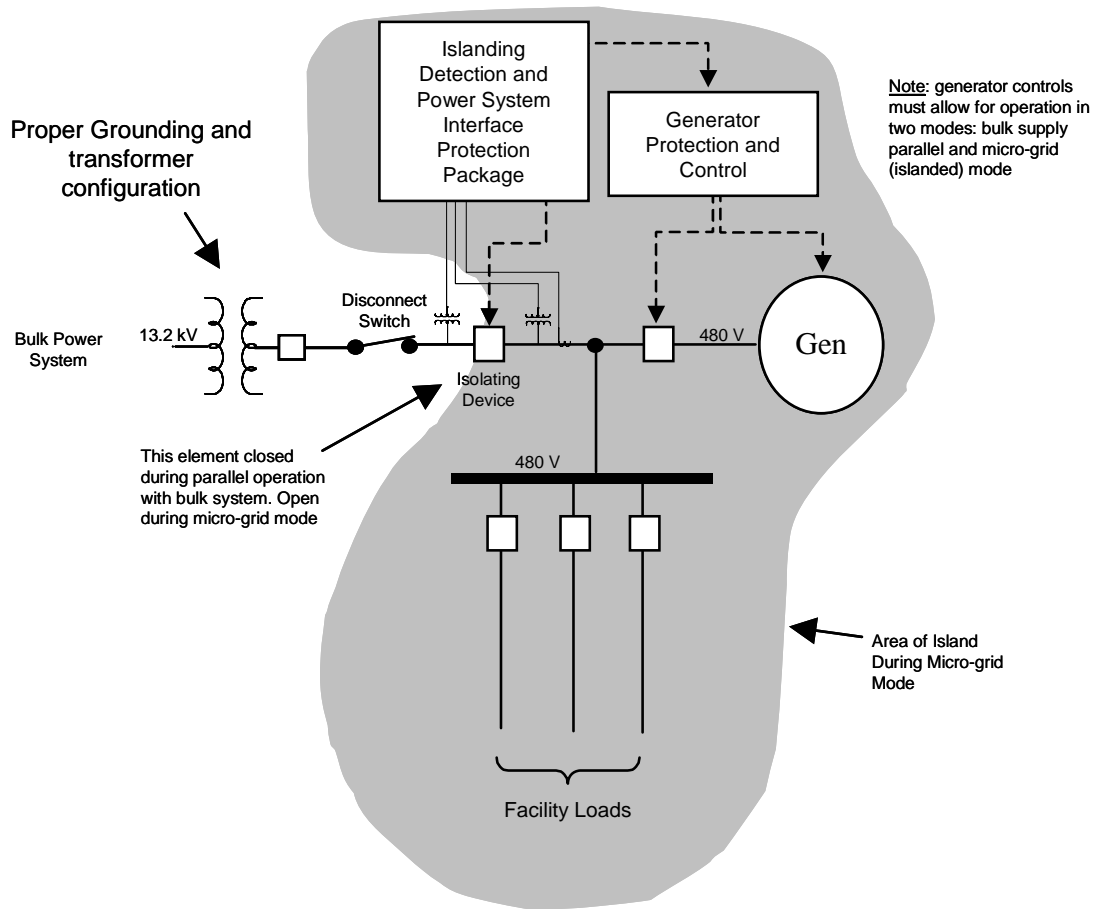 Islanding
Detection and
Power System
Interface
Protection
Package
Generator
Protection and
Control
Note: generator controls
must allow for operation in
two modes: bulk supply
parallel and micro-grid
(islanded) mode
Proper Grounding and
transformer
configuration
Bulk Power
System
13.2 kV
Disconnect
Switch
Isolating
Device
480 V
Gen
This element closed
during parallel operation
with bulk system. Open
during micro-grid mode
480 V
Area of Island
During Micro-grid
Mode
Facility Loads